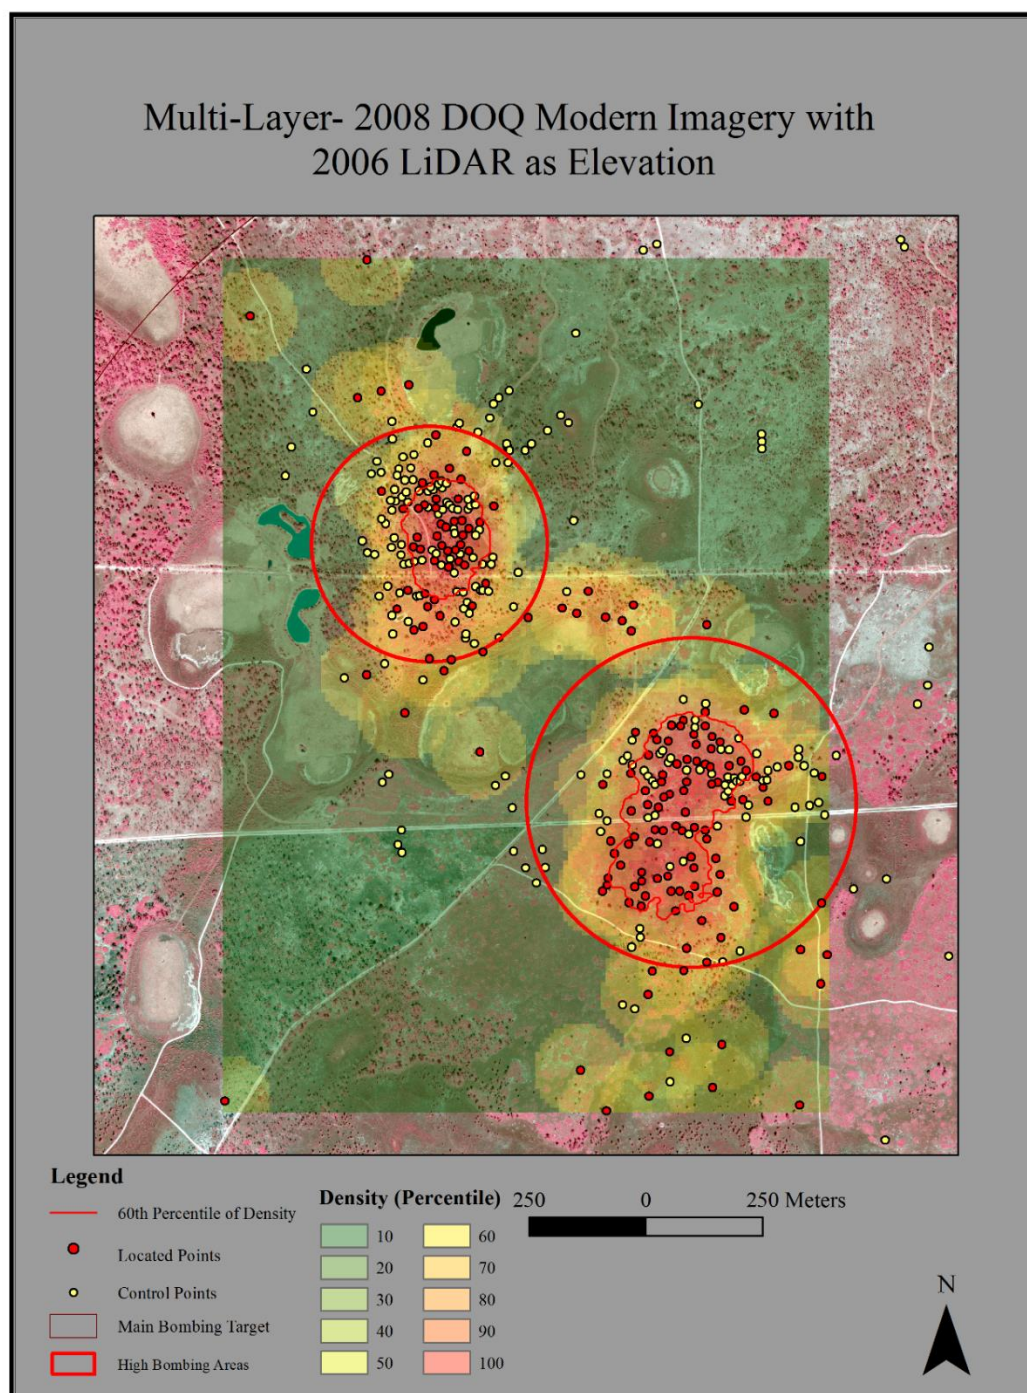 Multi-Layer- 2008 DOQ Modern Imagery with
2006 LiDAR as Elevation
Legend
60th Percentile of Density
Located Points
Control Points
Main Bombing Target
High Bombing Areas
Density (Percentile)
10
20
30
40
50
60
70
80
90
100
250 0 250 Meters
N